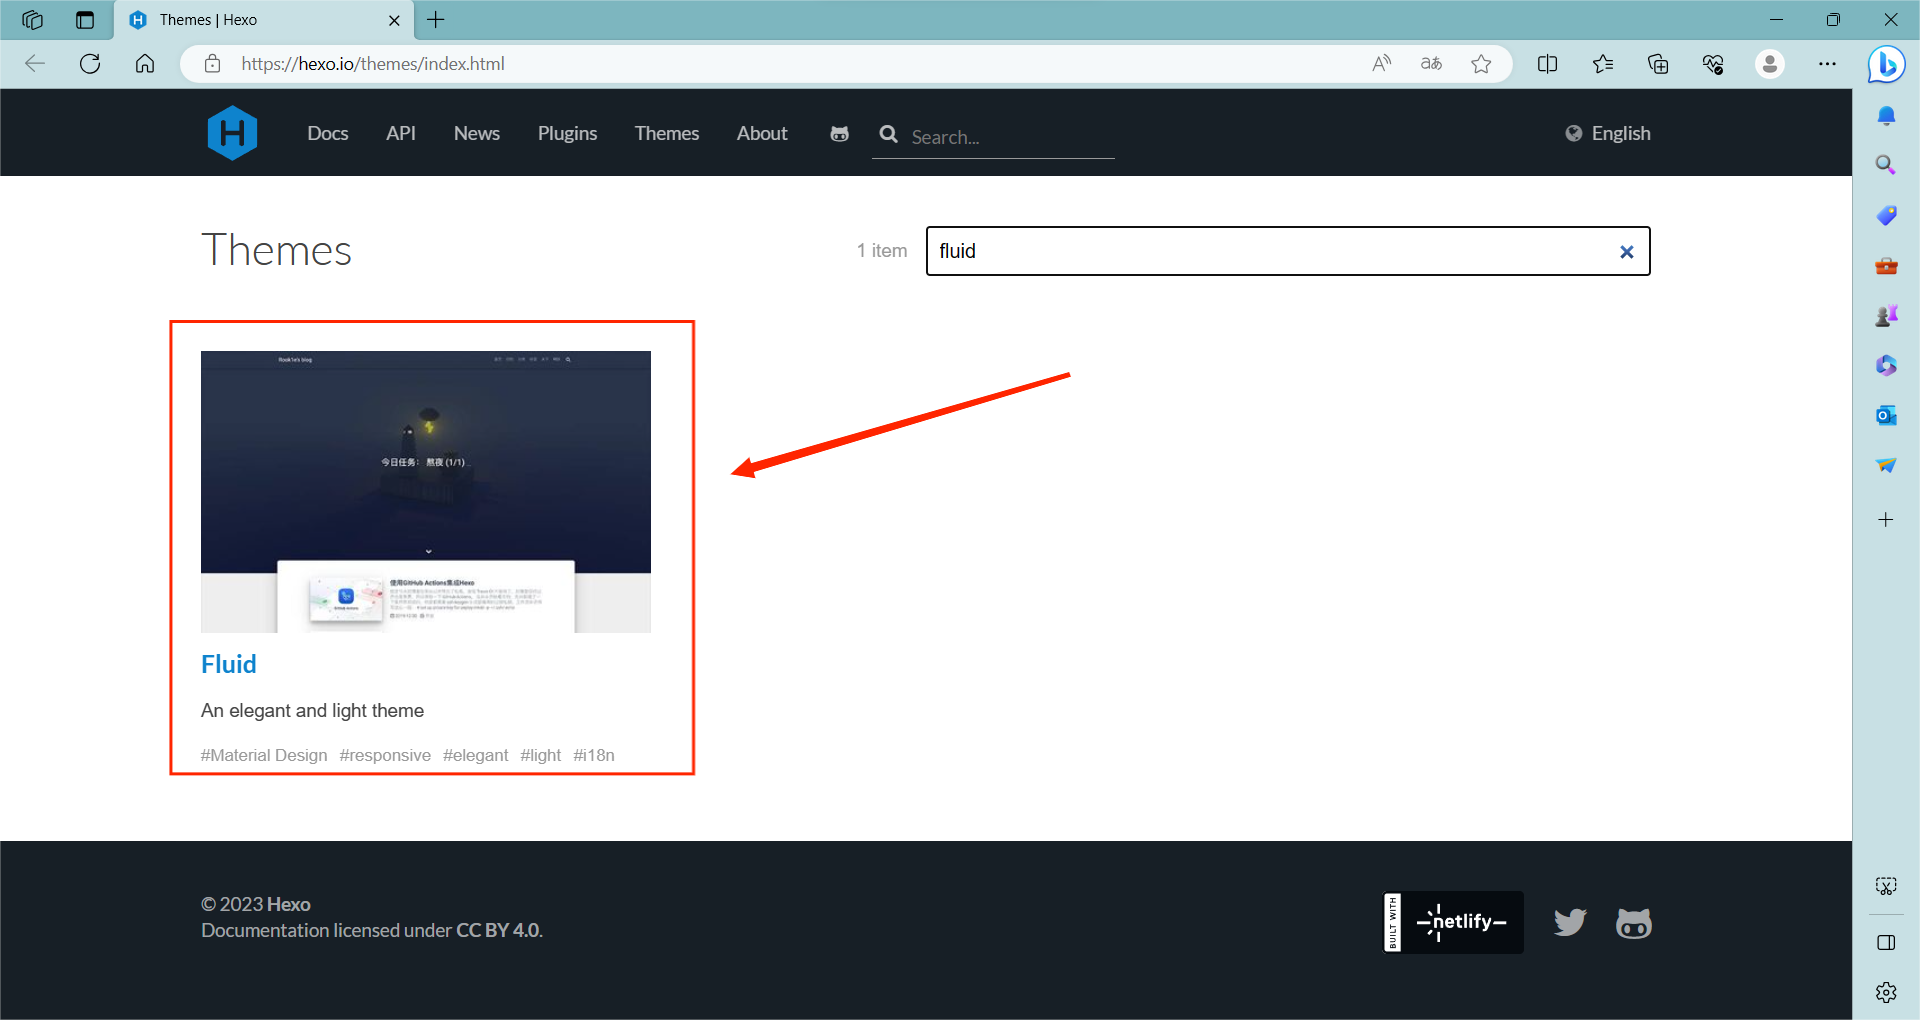 Themes | Hexo
https://hexo.io/themes/index.html
Docs API News Plugins Themes About Search... English
Themes
1 item fluid
Rook1e's blog
今日任务： 熬夜 (1/1)_
使用GitHub Actions集成Hexo
GitHub Actions
Fluid
An elegant and light theme
#Material Design #responsive #elegant #light #i18n
© 2023 Hexo
Documentation licensed under CC BY 4.0.
BUILT WITH
netlify